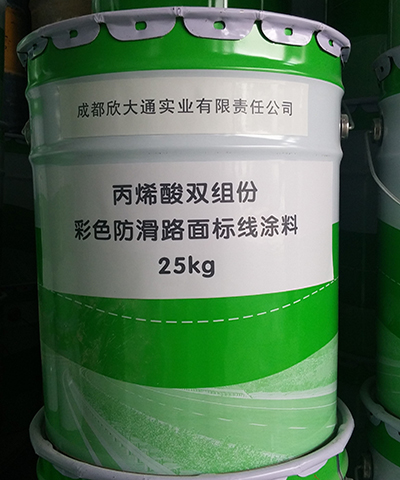 成都欣大通实业有限责任公司
丙烯酸双组份
彩色防滑路面标线涂料
25kg